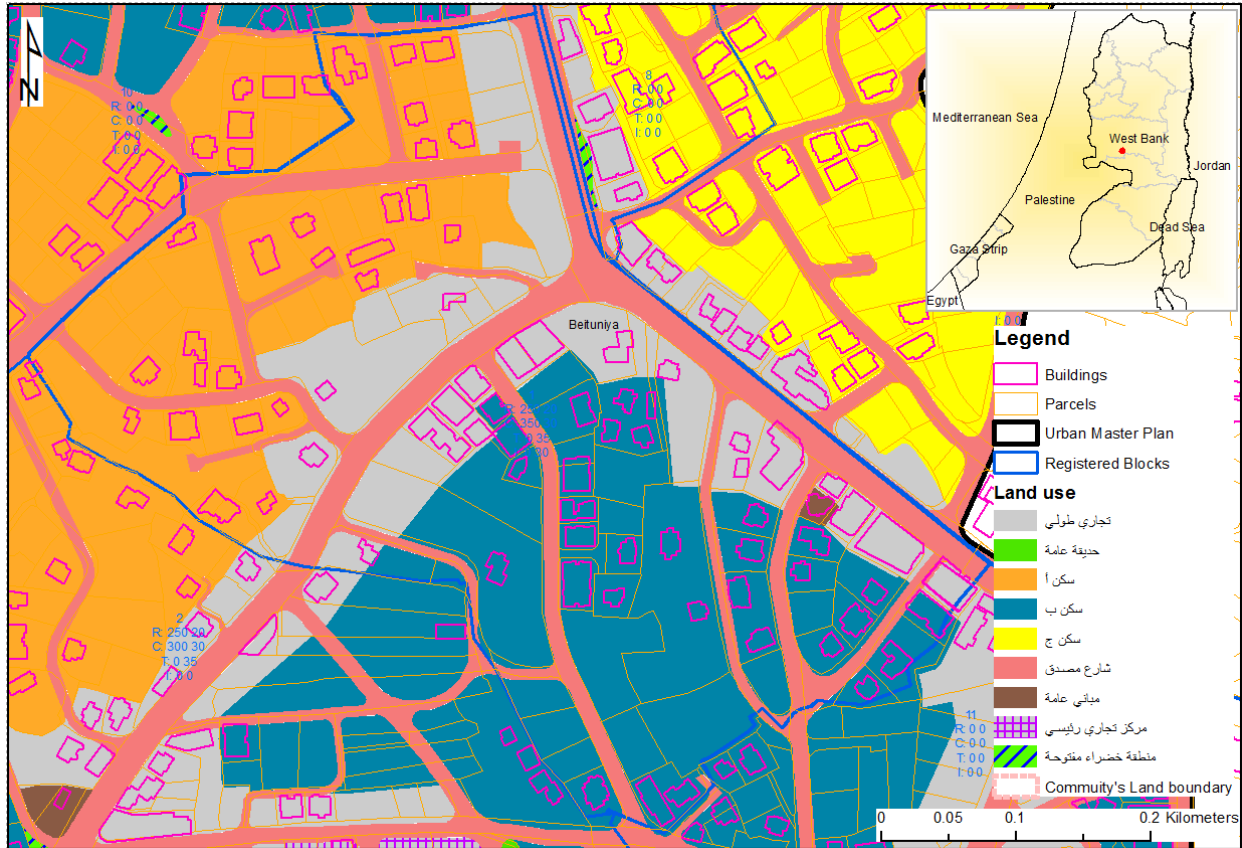 N
10
R: 0 0
C: 0 0
T: 0 0
I: 0 0
8
R: 0 0
C: 0 0
T: 0 0
I: 0 0
Mediterranean Sea
West Bank
Jordan
Palestine
Dead Sea
Gaza Strip
Egypt
I: 0 0
Beituniya
2
R: 250 20
C: 300 30
T: 0 35
I: 0 0
11
R: 0 0
C: 0 0
T: 0 0
I: 0 0
Legend
Buildings
Parcels
Urban Master Plan
Registered Blocks
Land use
تجاري طولي
حديقة عامة
سكن أ
سكن ب
سكن ج
شارع مصدق
مباني عامة
مركز تجاري رئيسي
منطقة خضراء مفتوحة
Commuity's Land boundary
0 0.05 0.1 0.2 Kilometers